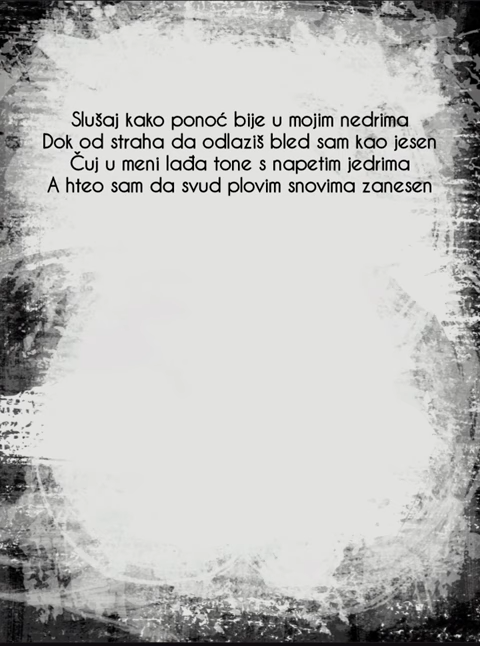 Slušaj kako ponoć bije u mojim nedrima
Dok od straha da odlaziš bled sam kao jesen
Čuj u meni lađa tone s napetim jedrima
A hteo sam da svud plovim snovima zanesen